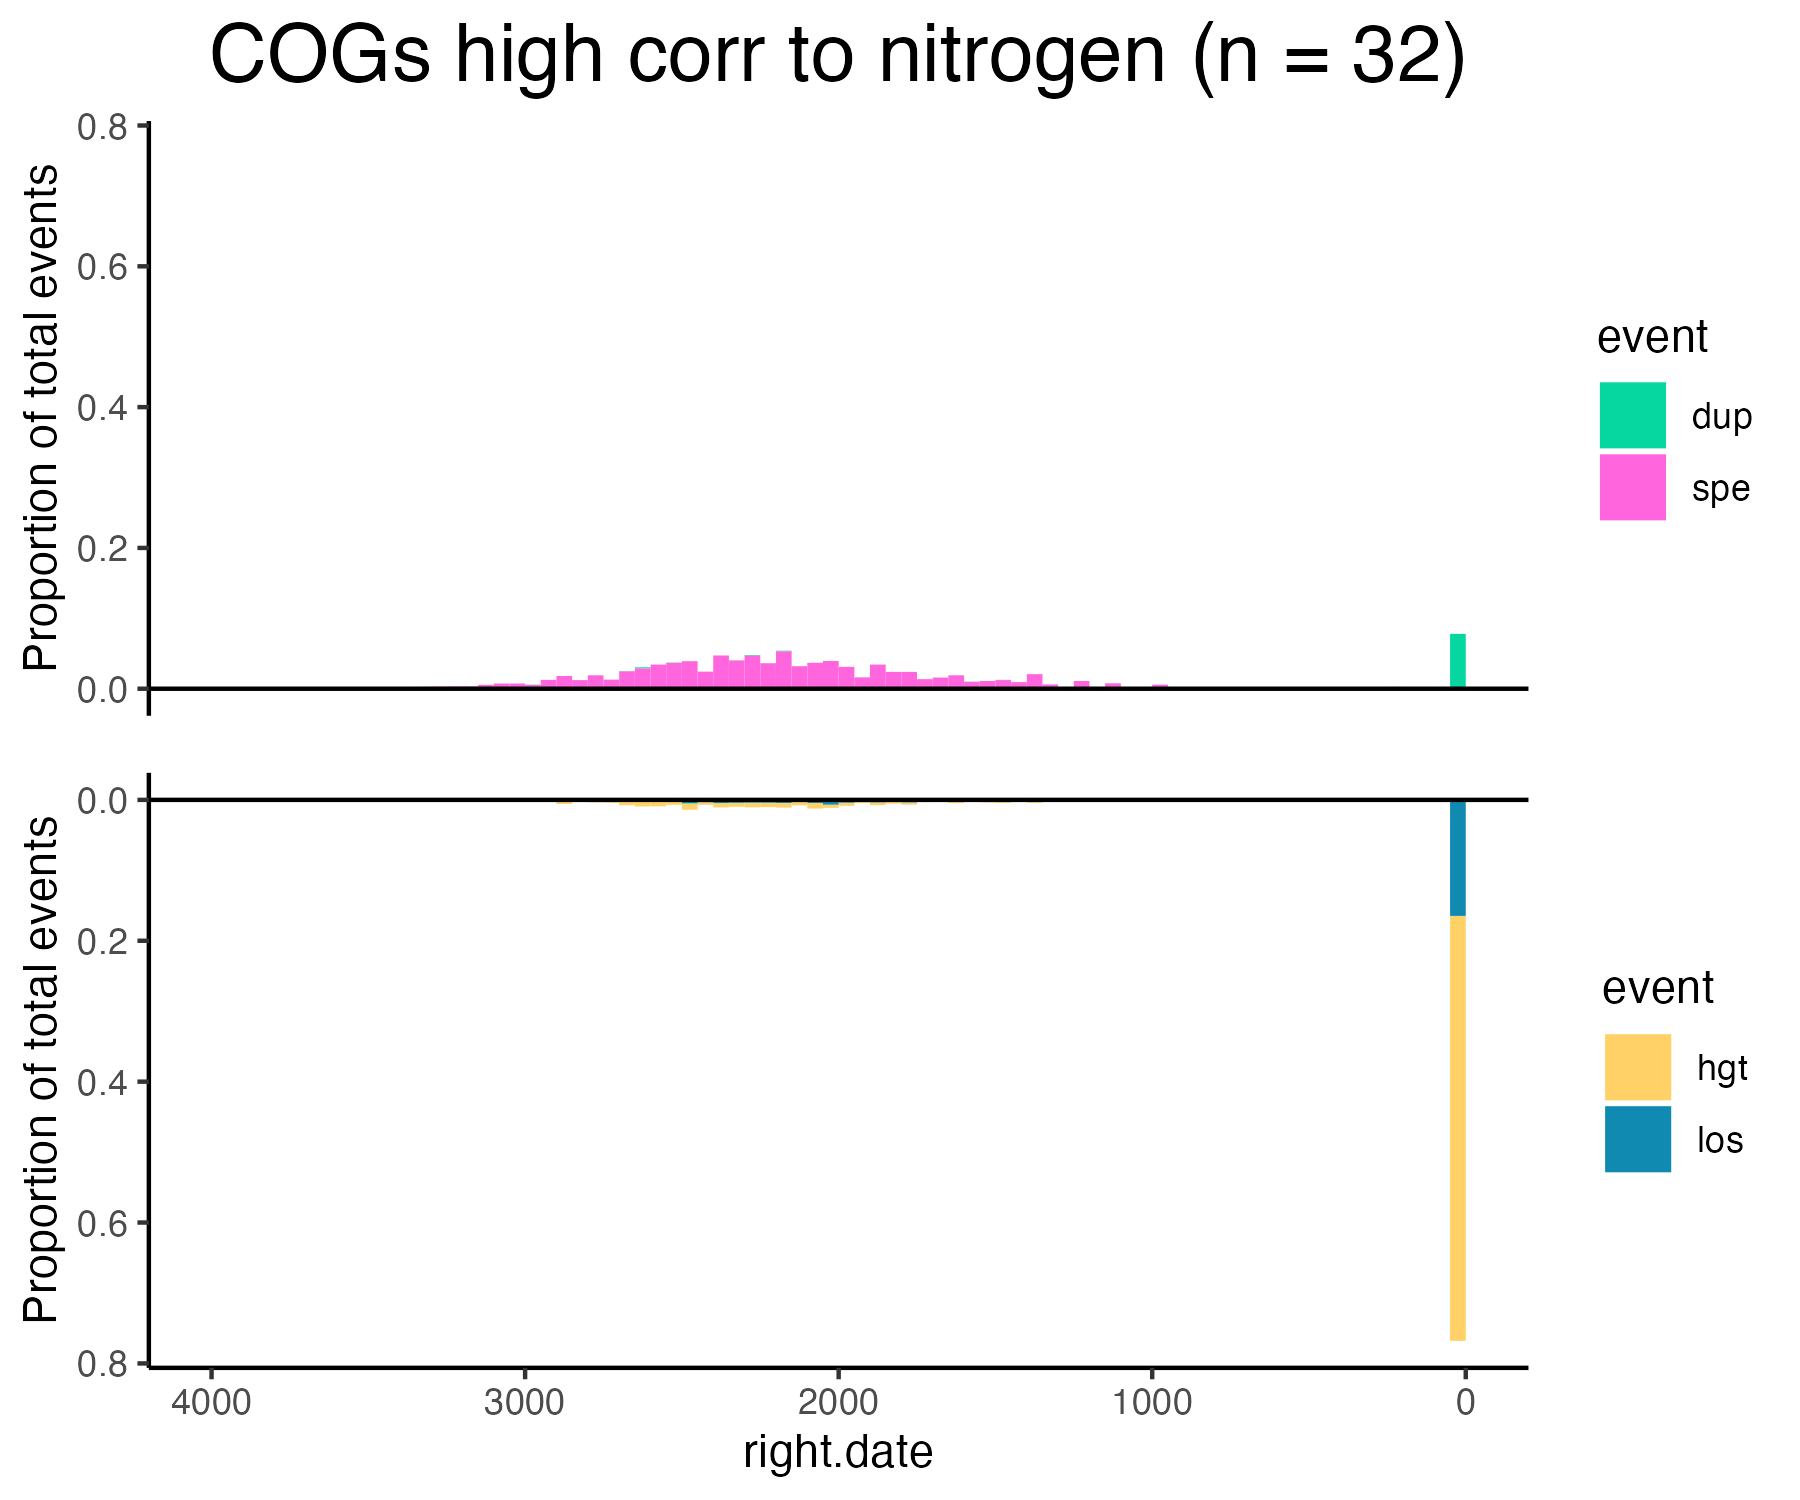 COGs high corr to nitrogen (n = 32)
Proportion of total events
0.8
0.6
0.4
0.2
0.0
event
dup
spe
Proportion of total events
0.0
0.2
0.4
0.6
0.8
event
hgt
los
4000 3000 2000 1000 0
right.date